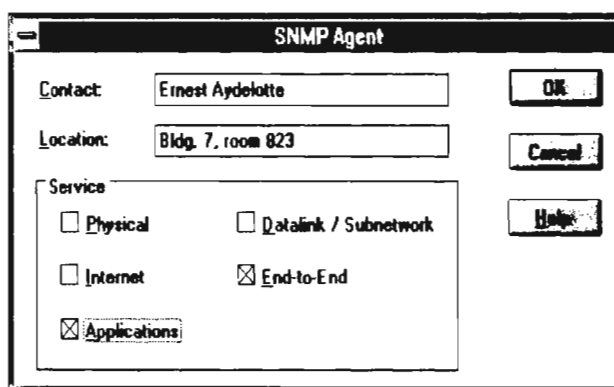 SNMP Agent
Contact: Ernest Aydelotte
OK
Location: Bldg. 7, room 823
Cancel
Service
Help
Physical
Datalink / Subnetwork
Internet
End-to-End
Applications